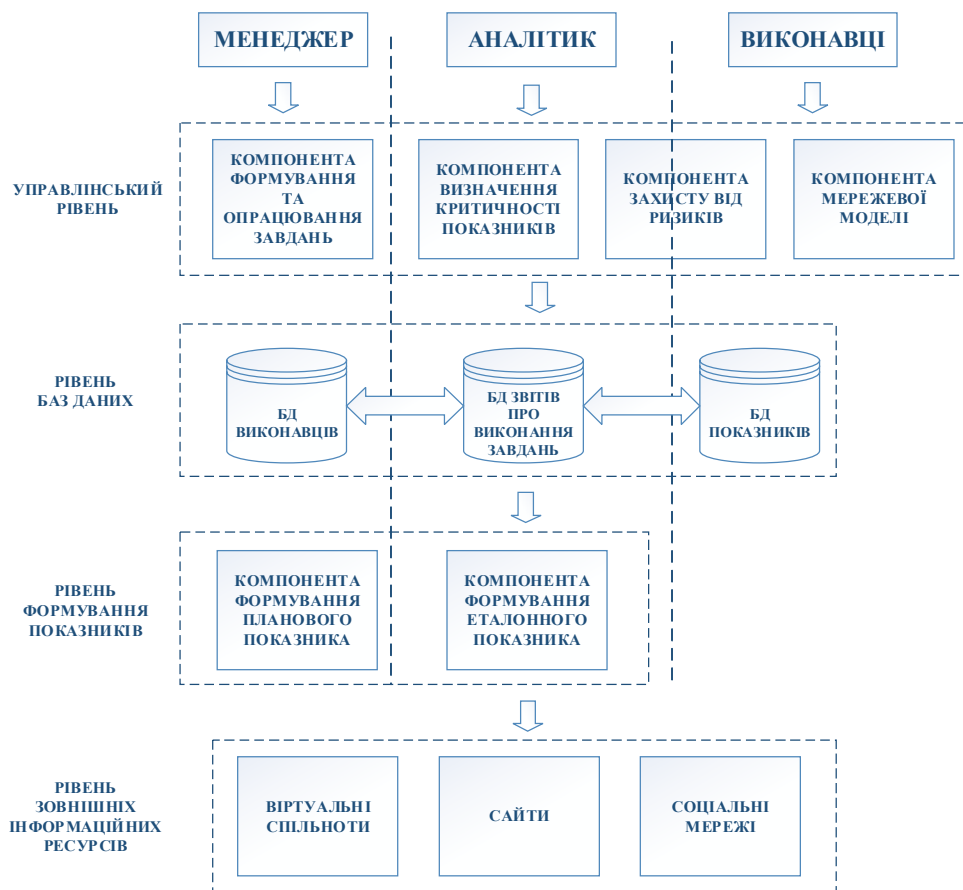 МЕНЕДЖЕР
АНАЛІТИК
ВИКОНАВЦІ
УПРАВЛІНСЬКИЙ
РІВЕНЬ
КОМПОНЕНТА
ФОРМУВАННЯ
ТА
ОПРАЦЮВАННЯ
ЗАВДАНЬ
КОМПОНЕНТА
ВИЗНАЧЕННЯ
КРИТИЧНОСТІ
ПОКАЗНИКІВ
КОМПОНЕНТА
ЗАХИСТУ ВІД
РИЗИКІВ
КОМПОНЕНТА
МЕРЕЖЕВОЇ
МОДЕЛІ
РІВЕНЬ
БАЗ ДАНИХ
БД
ВИКОНАВЦІВ
БД ЗВІТІВ
ПРО
ВИКОНАННЯ
ЗАВДАНЬ
БД
ПОКАЗНИКІВ
РІВЕНЬ
ФОРМУВАННЯ
ПОКАЗНИКІВ
КОМПОНЕНТА
ФОРМУВАННЯ
ПЛАНОВОГО
ПОКАЗНИКА
КОМПОНЕНТА
ФОРМУВАННЯ
ЕТАЛОННОГО
ПОКАЗНИКА
РІВЕНЬ
ЗОВНІШНІХ
ІНФОРМАЦІЙНИХ
РЕСУРСІВ
ВІРТУАЛЬНІ
СПІЛЬНОТИ
САЙТИ
СОЦІАЛЬНІ
МЕРЕЖІ